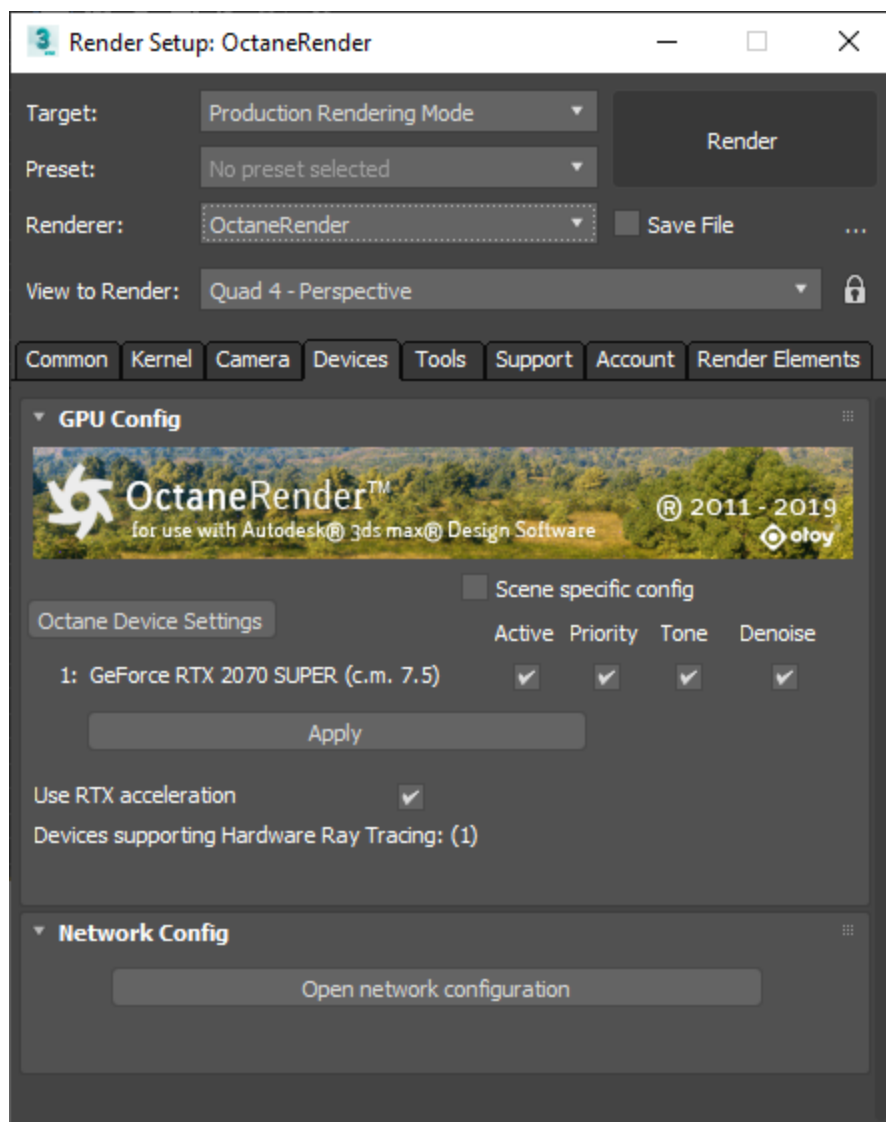 3
Render Setup: OctaneRender
Target: Production Rendering Mode
Render
Preset: No preset selected
Renderer: OctaneRender Save File ...
View to Render: Quad 4 - Perspective
Common Kernel Camera Devices Tools Support Account Render Elements
GPU Config
OctaneRender™ ® 2011 - 2019
for use with Autodesk® 3ds max® Design Software otoy
Scene specific config
Octane Device Settings
Active Priority Tone Denoise
1: GeForce RTX 2070 SUPER (c.m. 7.5)
Apply
Use RTX acceleration
Devices supporting Hardware Ray Tracing: (1)
Network Config
Open network configuration